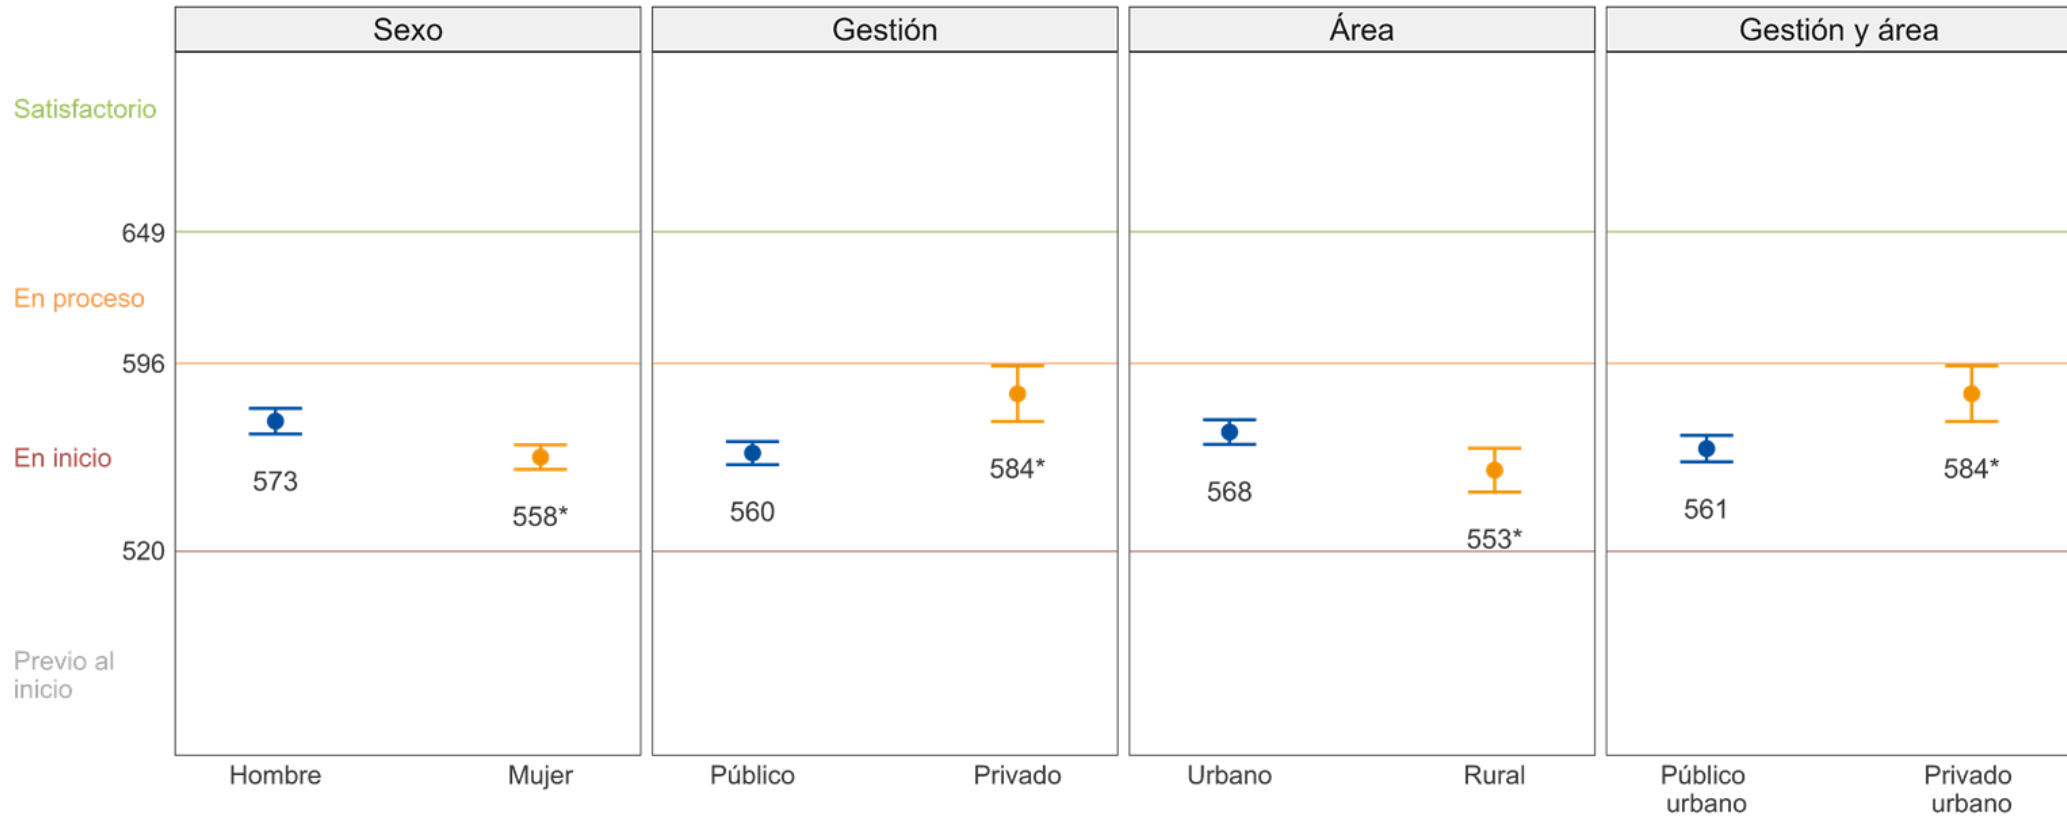 Sexo
Gestión
Área
Gestión y área
Satisfactorio
649
En proceso
596
En inicio
573
558*
560
584*
568
553*
561
584*
520
Previo al
inicio
Hombre
Mujer
Público
Privado
Urbano
Rural
Público
urbano
Privado
urbano